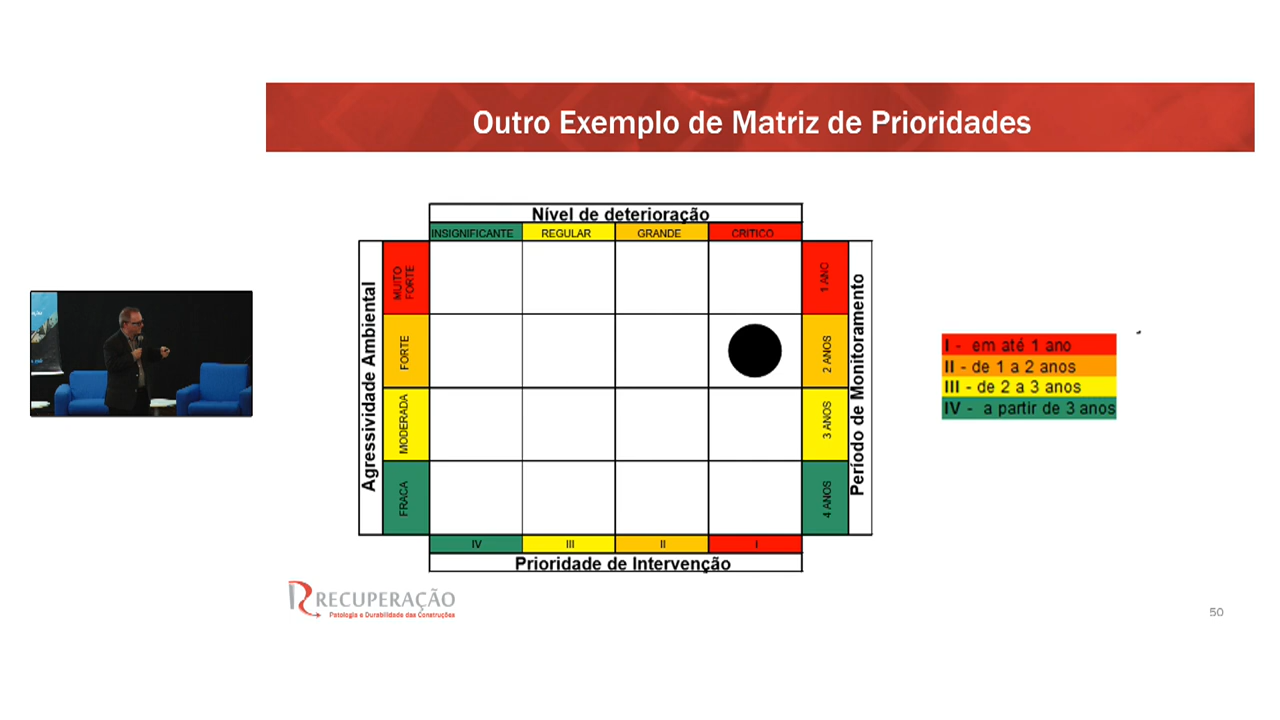 Outro Exemplo de Matriz de Prioridades
Nível de deterioração
INSIGNIFICANTE REGULAR GRANDE CRITICO
Agressividade Ambiental
MUITO
FORTE
FORTE
MODERADA
FRACA
1 ANO
2 ANOS
3 ANOS
4 ANOS
Período de Monitoramento
IV III II I
Prioridade de Intervenção
I - em até 1 ano
II - de 1 a 2 anos
III - de 2 a 3 anos
IV - a partir de 3 anos
RECUPERAÇÃO
Patologia e Durabilidade das Construções
50